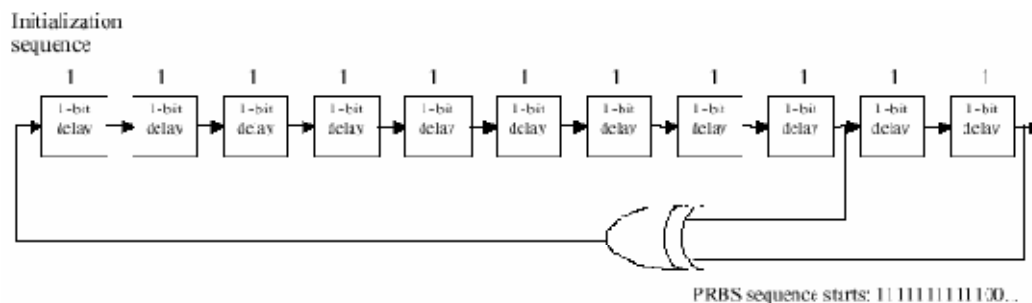 Initialization
sequence
1 1 1 1 1 1 1 1 1 1 1
1-bit 1-bit 1-bit 1-bit 1-bit 1-bit 1-bit 1-bit 1-bit 1-bit 1-bit
delay delay delay delay delay delay delay delay delay delay delay
PRBS sequence starts: 1111111111100...